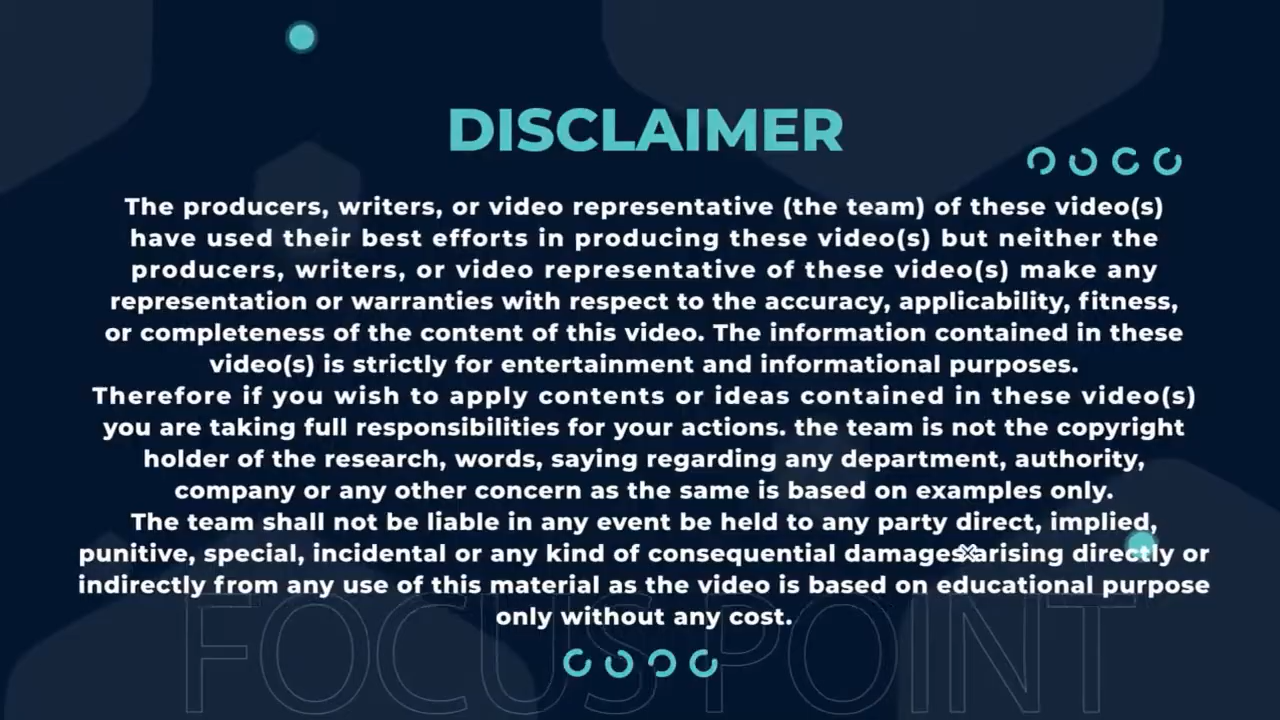 DISCLAIMER
The producers, writers, or video representative (the team) of these video(s)
have used their best efforts in producing these video(s) but neither the
producers, writers, or video representative of these video(s) make any
representation or warranties with respect to the accuracy, applicability, fitness,
or completeness of the content of this video. The information contained in these
video(s) is strictly for entertainment and informational purposes.
Therefore if you wish to apply contents or ideas contained in these video(s)
you are taking full responsibilities for your actions. the team is not the copyright
holder of the research, words, saying regarding any department, authority,
company or any other concern as the same is based on examples only.
The team shall not be liable in any event be held to any party direct, implied,
punitive, special, incidental or any kind of consequential damages arising directly or
indirectly from any use of this material as the video is based on educational purpose
only without any cost.
FOCUS POINT